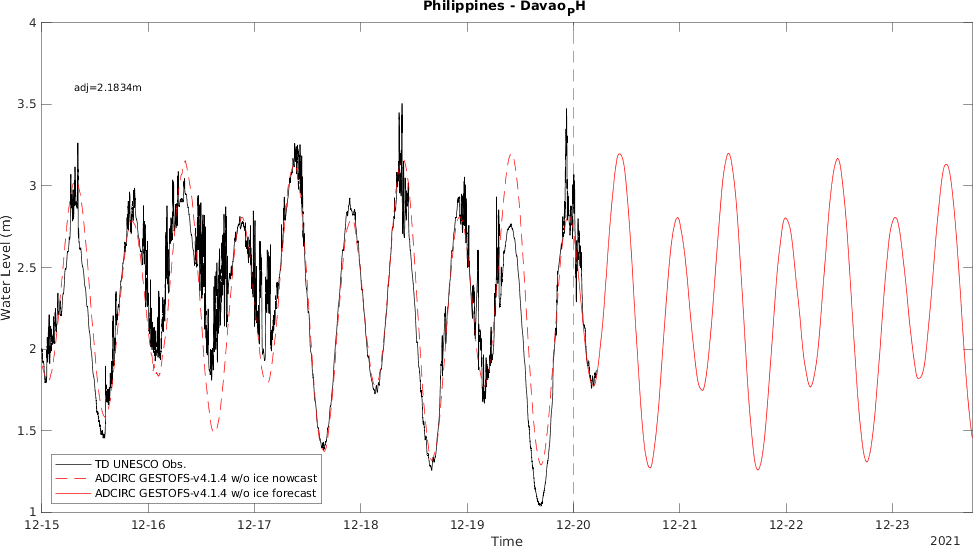 Philippines - Davao_pH
4
adj=2.1834m
3.5
3
2.5
2
1.5
1
Water Level (m)
TD UNESCO Obs.
ADCIRC GESTOFS-v4.1.4 w/o ice nowcast
ADCIRC GESTOFS-v4.1.4 w/o ice forecast
12-15 12-16 12-17 12-18 12-19 12-20 12-21 12-22 12-23
Time
2021